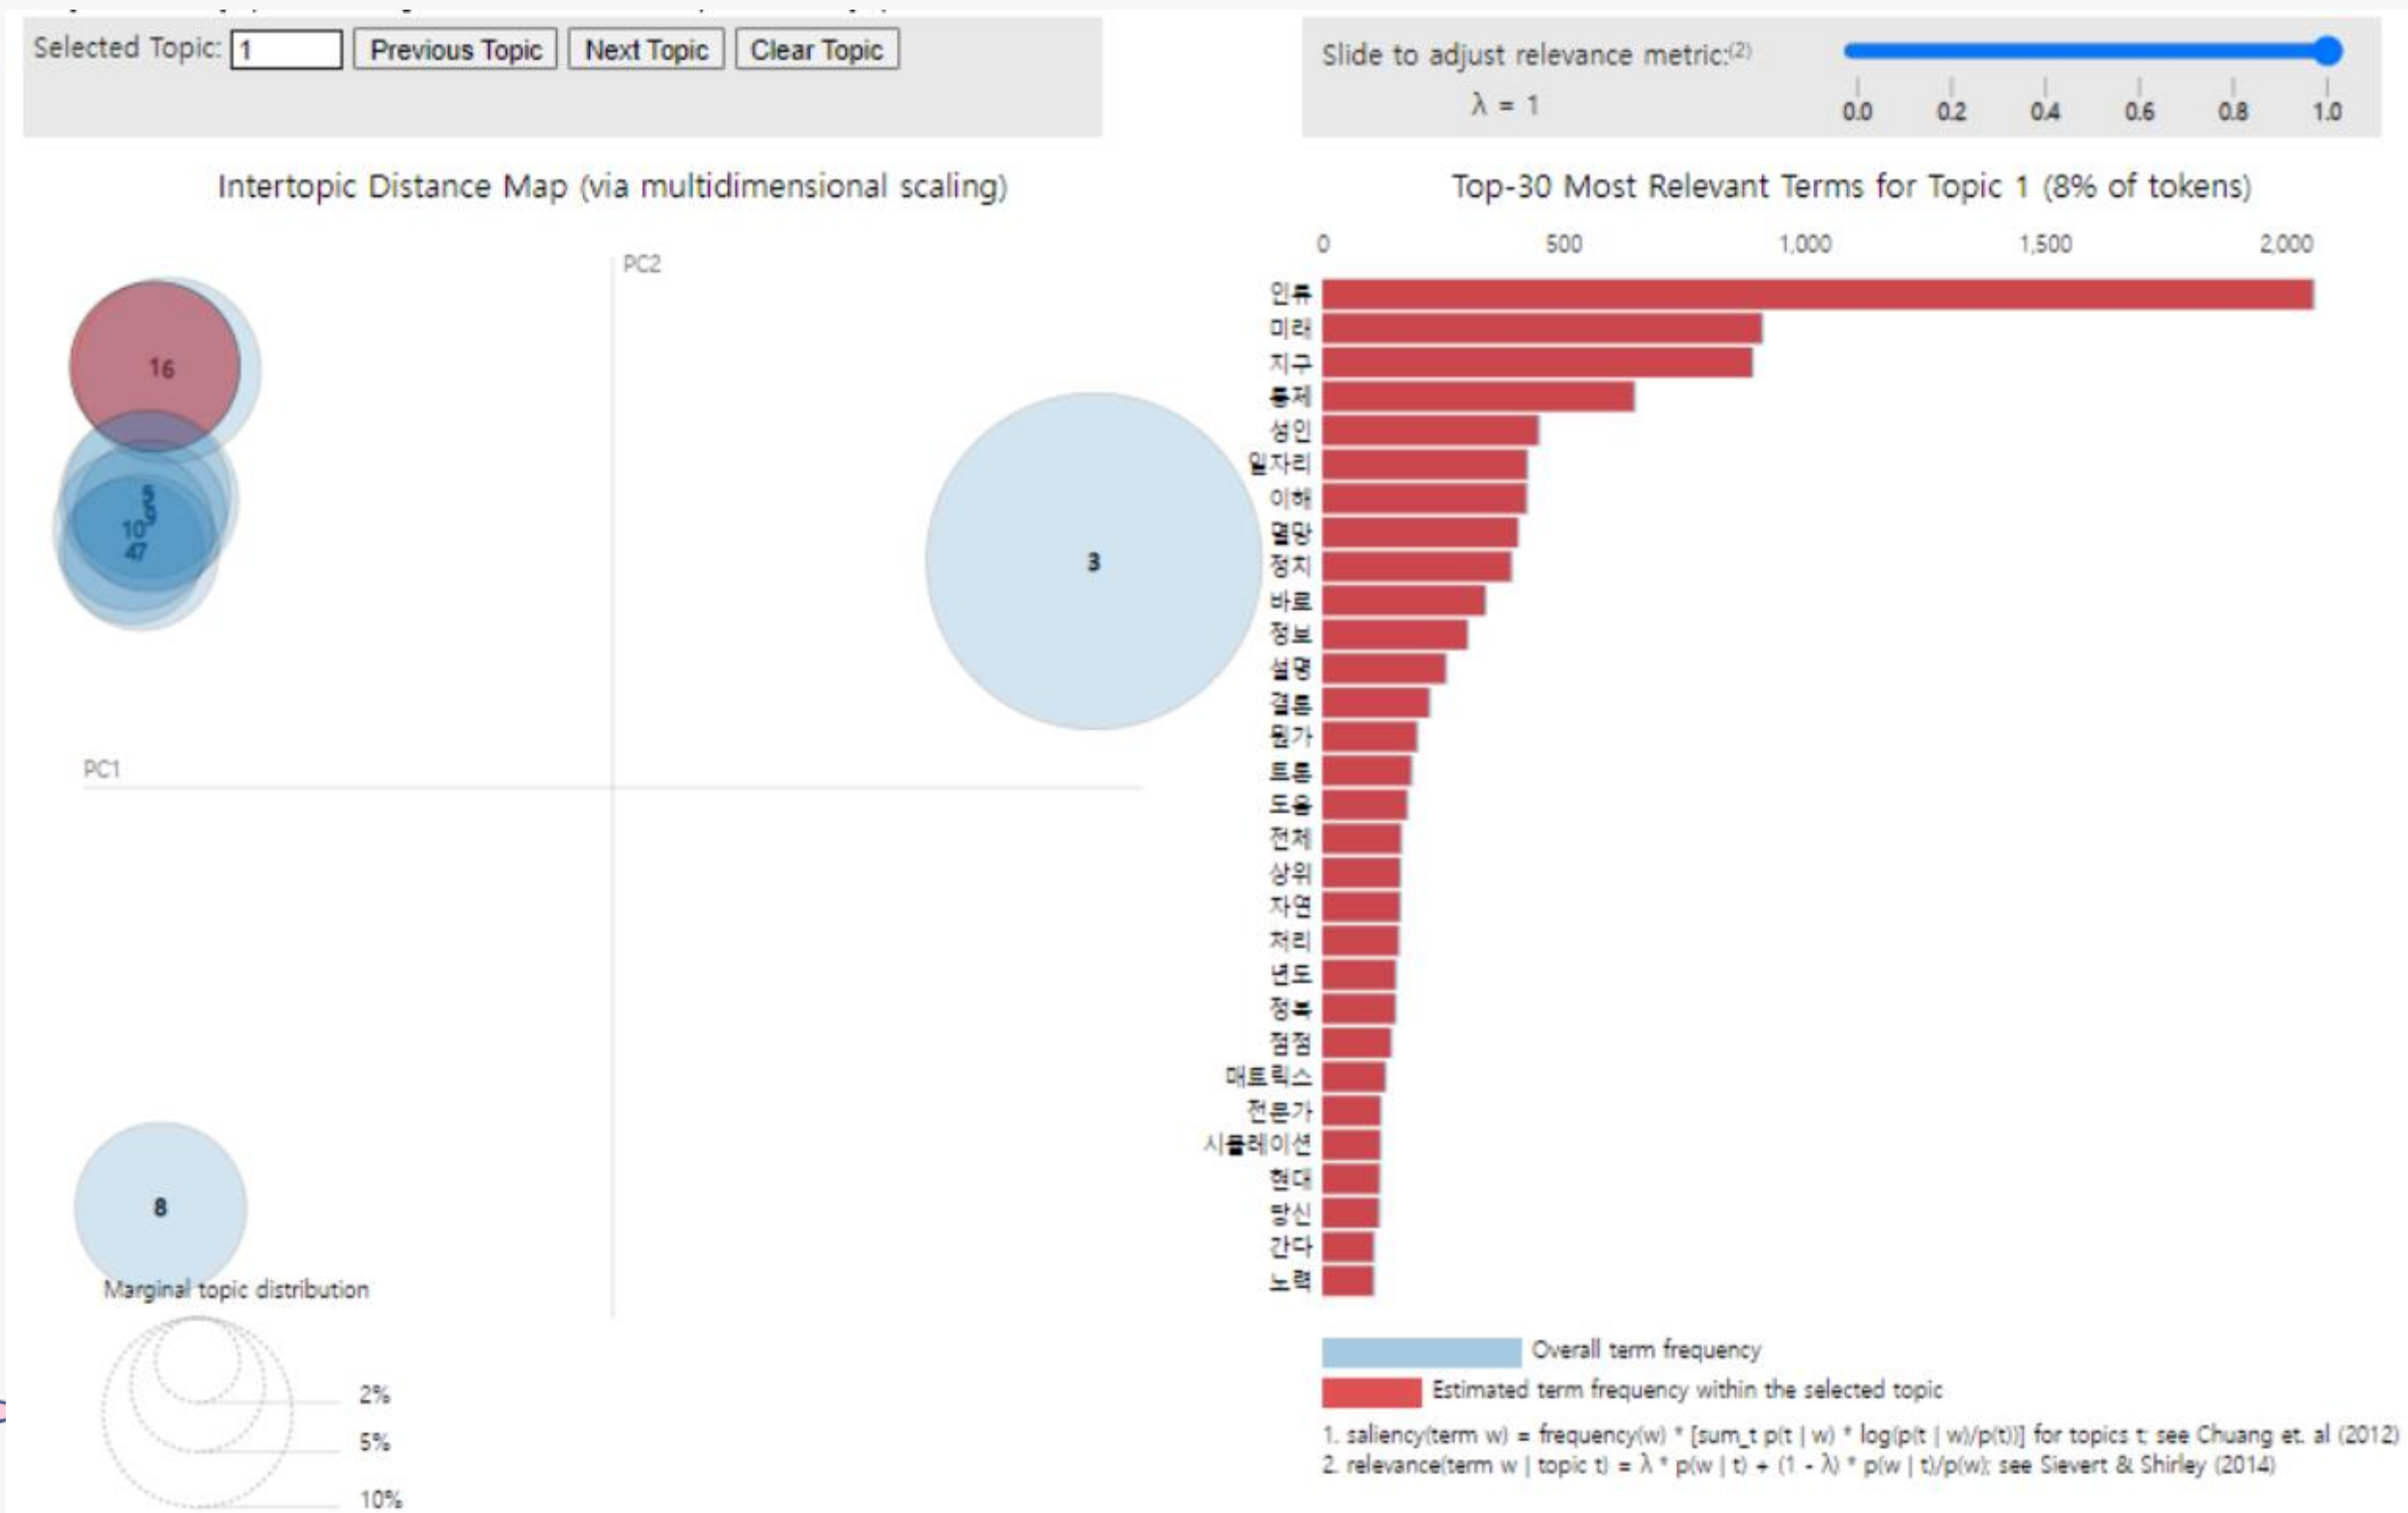 Selected Topic: 1 Previous Topic Next Topic Clear Topic
Slide to adjust relevance metric:(2)
λ = 1
0.0 0.2 0.4 0.6 0.8 1.0
Intertopic Distance Map (via multidimensional scaling)
PC2
PC1
16
5
9
10
47
3
8
Marginal topic distribution
2%
5%
10%
Top-30 Most Relevant Terms for Topic 1 (8% of tokens)
0 500 1,000 1,500 2,000
인류
미래
지구
통제
성인
일자리
이해
멸망
정치
바로
정보
설명
결론
뭔가
트론
도움
전체
상위
자연
처리
년도
정복
점점
매트릭스
전문가
시뮬레이션
현대
당신
간다
노력
Overall term frequency
Estimated term frequency within the selected topic
1. saliency(term w) = frequency(w) * [sum_t p(t | w) * log(p(t | w)/p(t))] for topics t; see Chuang et. al (2012)
2. relevance(term w | topic t) = λ * p(w | t) + (1 - λ) * p(w | t)/p(w); see Sievert & Shirley (2014)